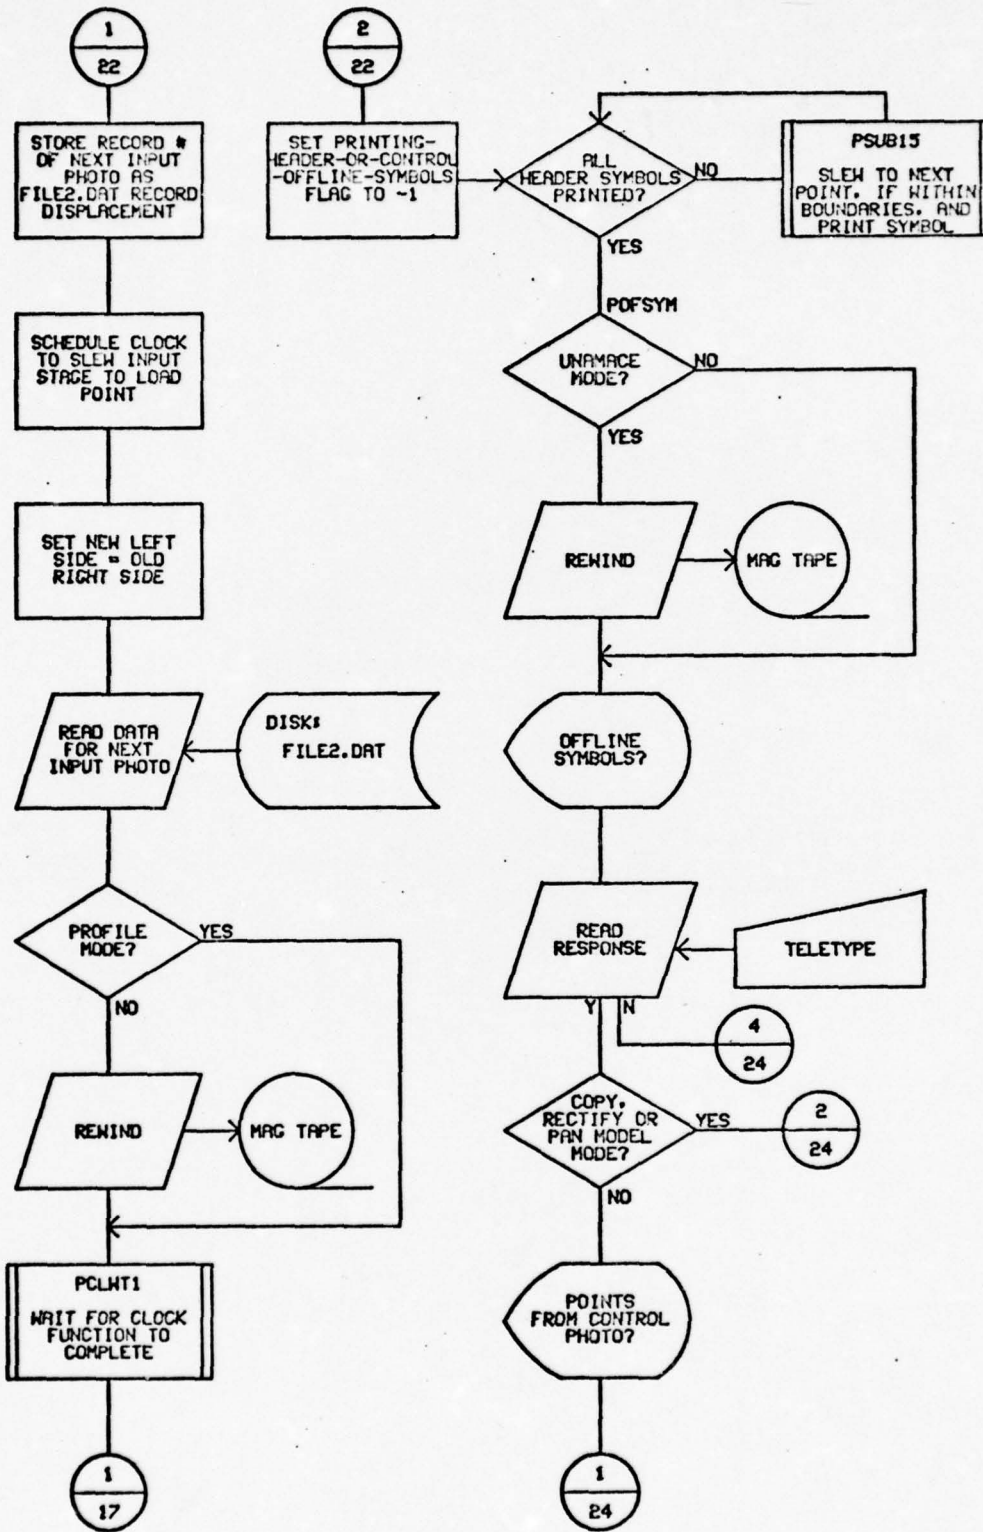 1
22
STORE RECORD #
OF NEXT INPUT
PHOTO AS
FILE2.DAT RECORD
DISPLACEMENT
SCHEDULE CLOCK
TO SLEW INPUT
STAGE TO LOAD
POINT
SET NEW LEFT
SIDE = OLD
RIGHT SIDE
READ DATA
FOR NEXT
INPUT PHOTO
DISK:
FILE2.DAT
PROFILE
MODE?
YES
NO
REWIND
MAG TAPE
PCLWT1
WAIT FOR CLOCK
FUNCTION TO
COMPLETE
1
17
2
22
SET PRINTING-
HEADER-OR-CONTROL
-OFFLINE-SYMBOLS
FLAG TO ~1
ALL
HEADER SYMBOLS
PRINTED?
NO
PSUB15
SLEW TO NEXT
POINT. IF WITHIN
BOUNDARIES. AND
PRINT SYMBOL
YES
POFSYM
UNAMACE
MODE?
NO
YES
REWIND
MAG TAPE
OFFLINE
SYMBOLS?
READ
RESPONSE
TELETYPE
Y N
4
24
COPY.
RECTIFY OR
PAN MODEL
MODE?
YES
2
24
NO
POINTS
FROM CONTROL
PHOTO?
1
24